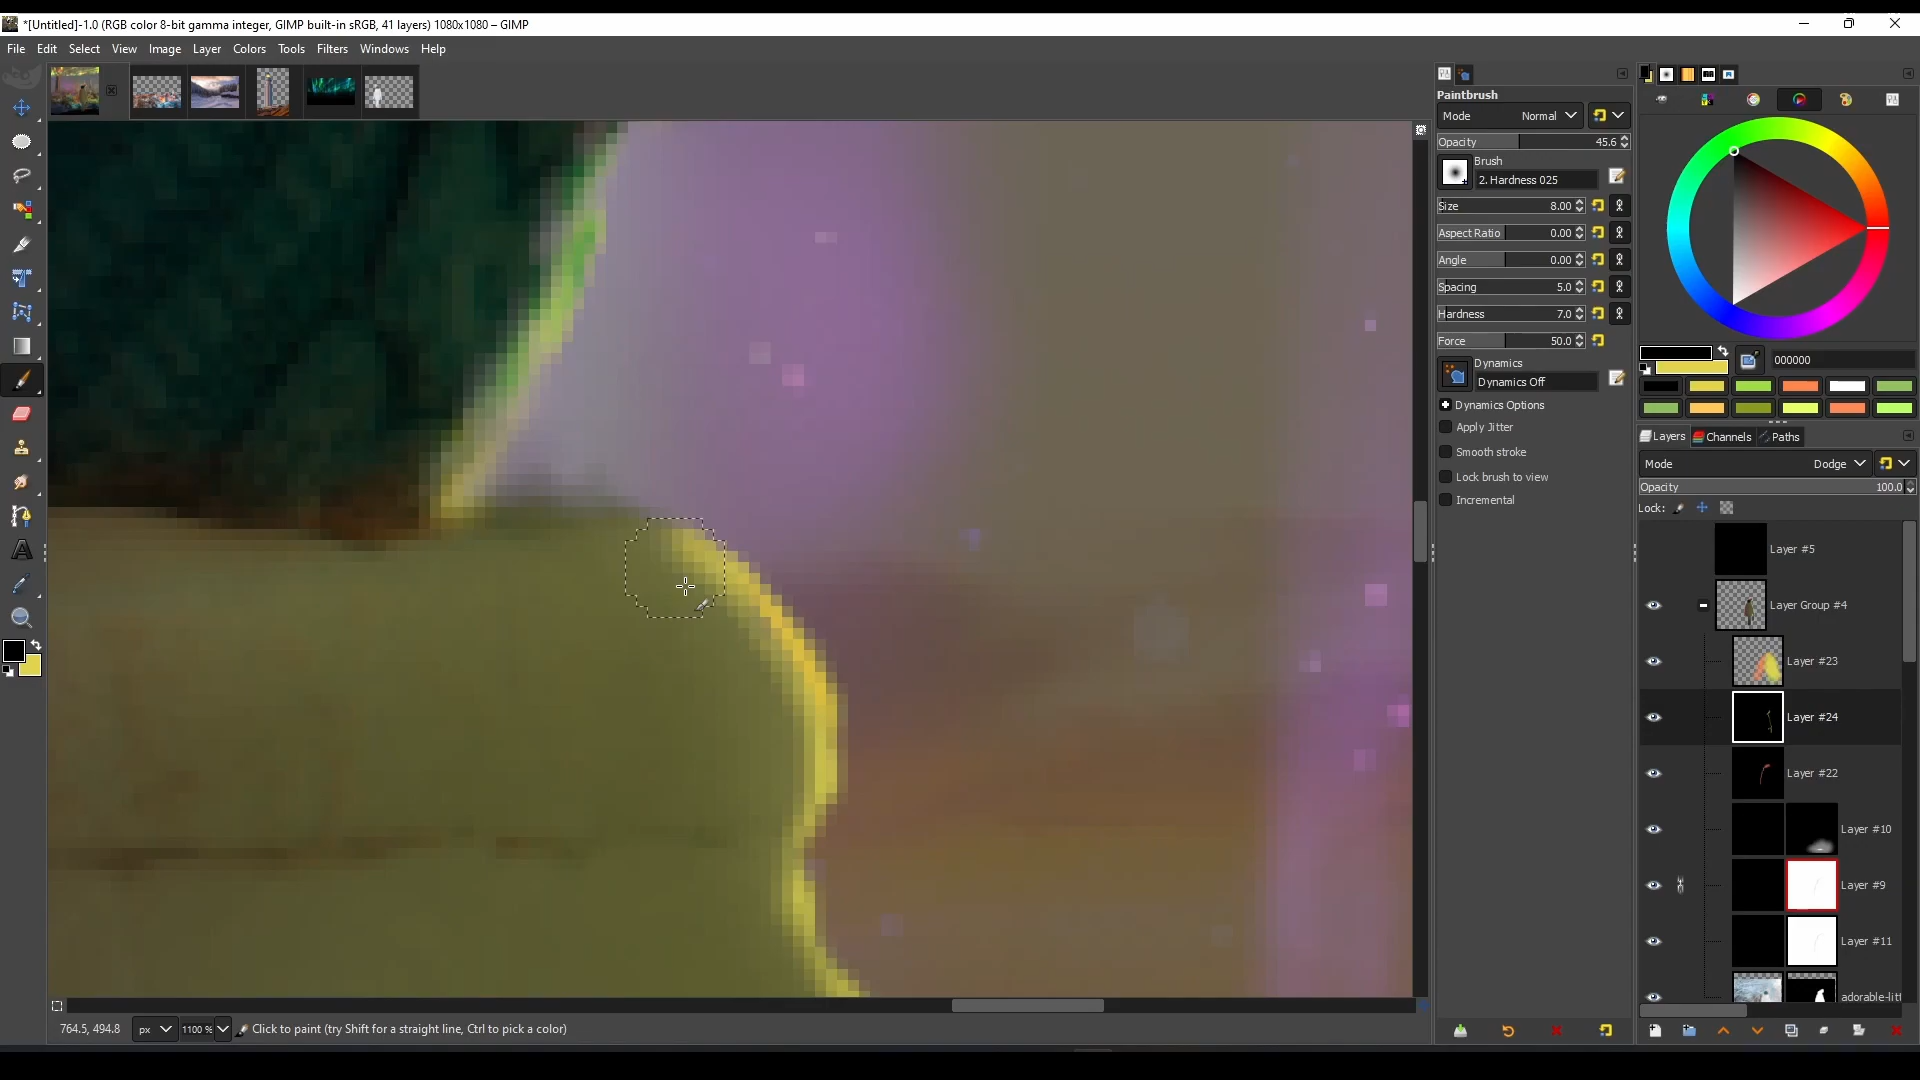 *[Untitled]-1.0 (RGB color 8-bit gamma integer, GIMP built-in sRGB, 41 layers) 1080x1080 – GIMP
File Edit Select View Image Layer Colors Tools Filters Windows Help
Paintbrush
Mode Normal
Opacity 45.6
Brush
2. Hardness 025
Size 8.00
Aspect Ratio 0.00
Angle 0.00
Spacing 5.0
Hardness 7.0
Force 50.0
Dynamics
Dynamics Off
Dynamics Options
Apply Jitter
Smooth stroke
Lock brush to view
Incremental
000000
Layers Channels Paths
Mode Dodge
Opacity 100.0
Lock:
Layer #5
Layer Group #4
Layer #23
Layer #24
Layer #22
Layer #10
Layer #9
Layer #11
adorable-litt
764.5, 494.8 px 1100 % Click to paint (try Shift for a straight line, Ctrl to pick a color)